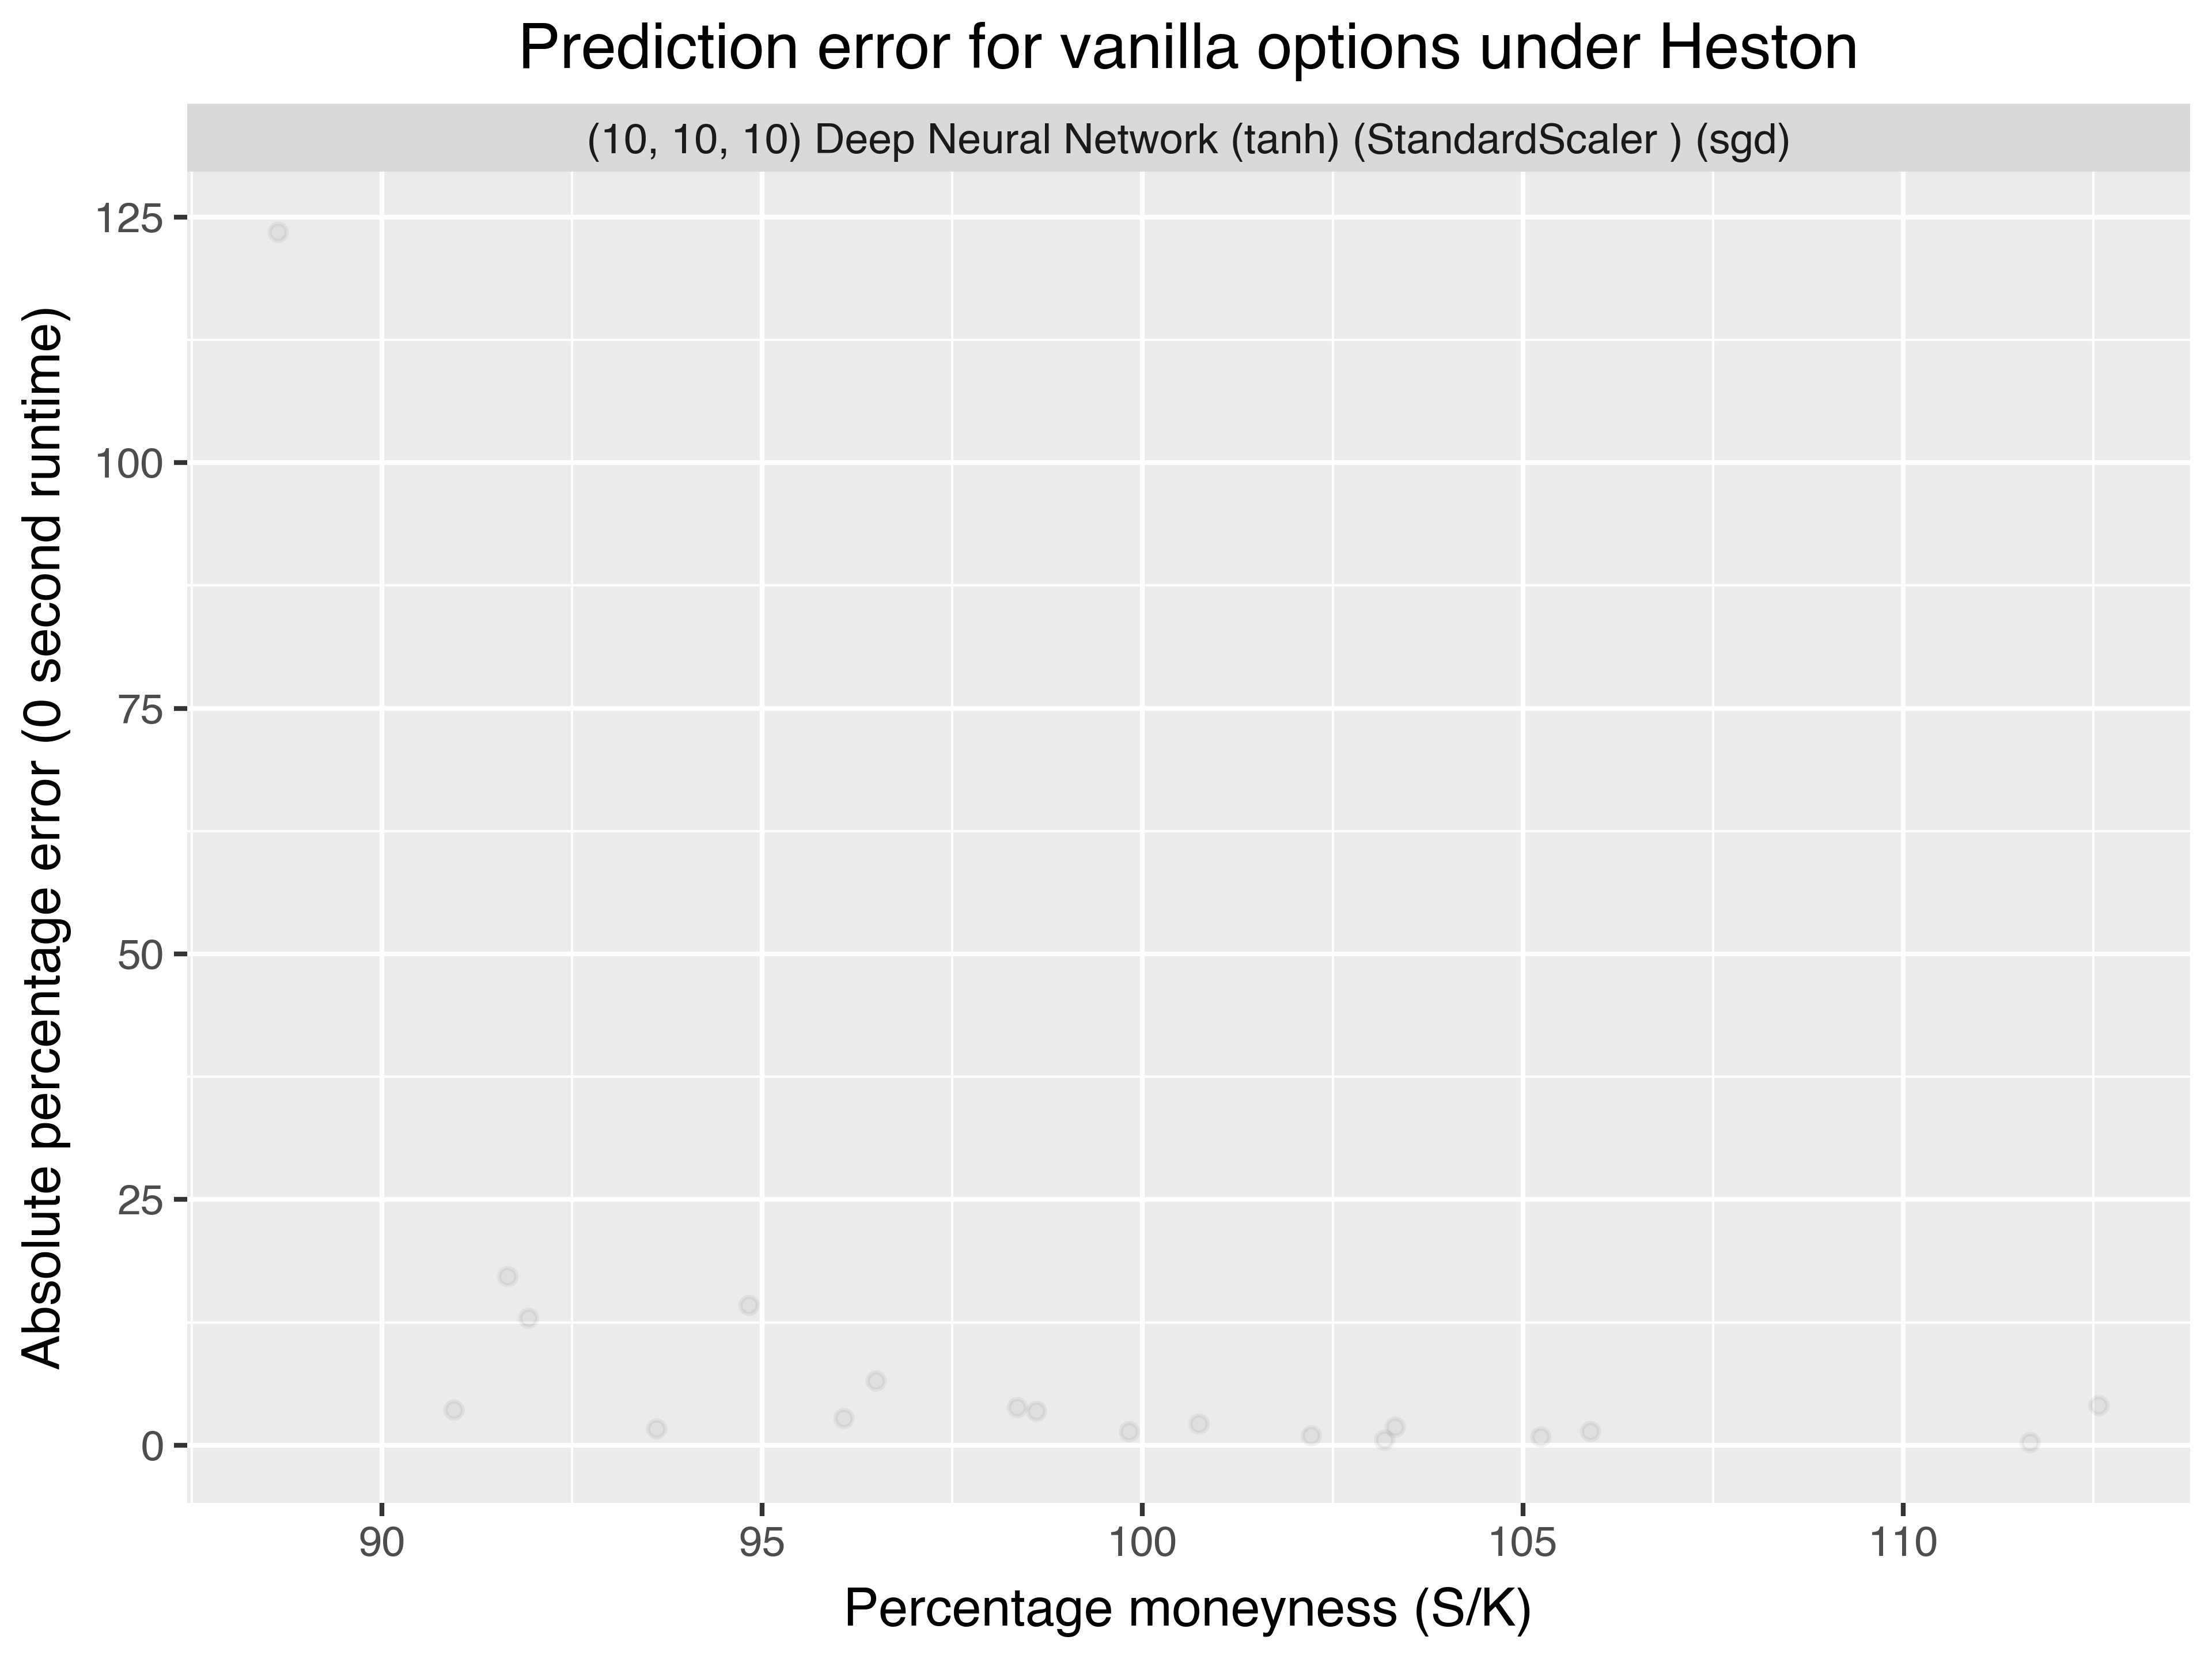 Prediction error for vanilla options under Heston
(10, 10, 10) Deep Neural Network (tanh) (StandardScaler ) (sgd)
Absolute percentage error (0 second runtime)
125
100
75
50
25
0
90 95 100 105 110
Percentage moneyness (S/K)